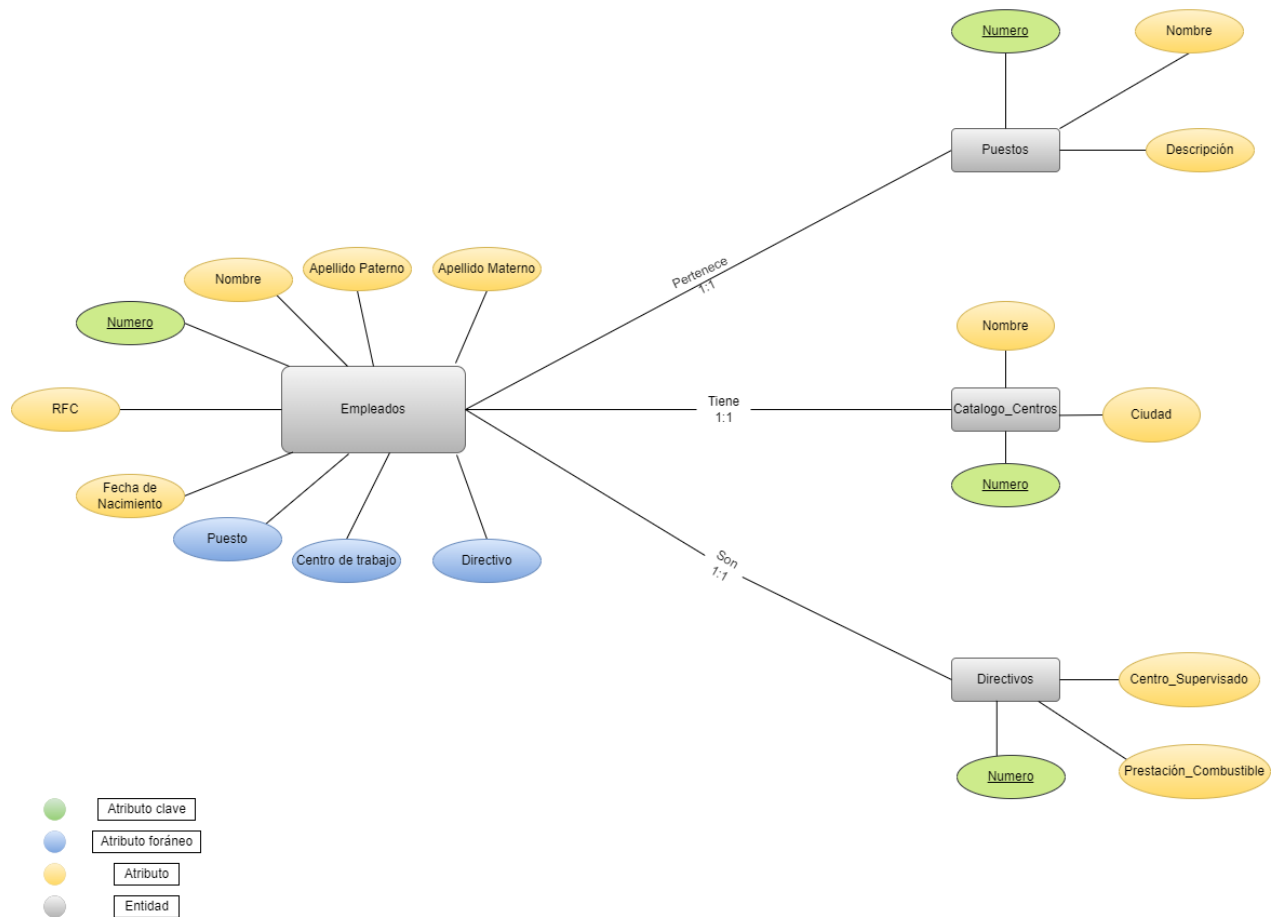 Numero
Nombre
Puestos
Descripción
Pertenece
1:1
Nombre
Apellido Paterno
Apellido Materno
Numero
RFC
Empleados
Fecha de
Nacimiento
Puesto
Centro de trabajo
Directivo
Tiene
1:1
Nombre
Catalogo_Centros
Ciudad
Numero
Son
1:1
Directivos
Centro_Supervisado
Numero
Prestación_Combustible
Atributo clave
Atributo foráneo
Atributo
Entidad